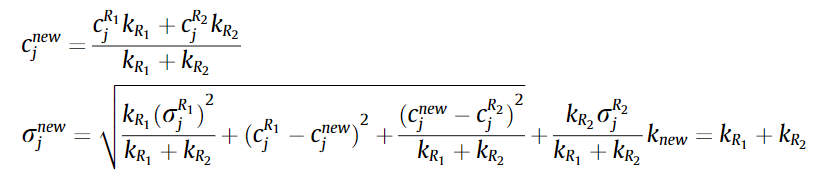 $c_j^{new} = \frac{c_j^{R_1} k_{R_1} + c_j^{R_2} k_{R_2}}{k_{R_1} + k_{R_2}}$
$\sigma_j^{new} = \sqrt{\frac{k_{R_1} (\sigma_j^{R_1})^2}{k_{R_1} + k_{R_2}} + (c_j^{R_1} - c_j^{new})^2 + \frac{(c_j^{new} - c_j^{R_2})^2}{k_{R_1} + k_{R_2}}} + \frac{k_{R_2} \sigma_j^{R_2}}{k_{R_1} + k_{R_2}} k_{new} = k_{R_1} + k_{R_2}$